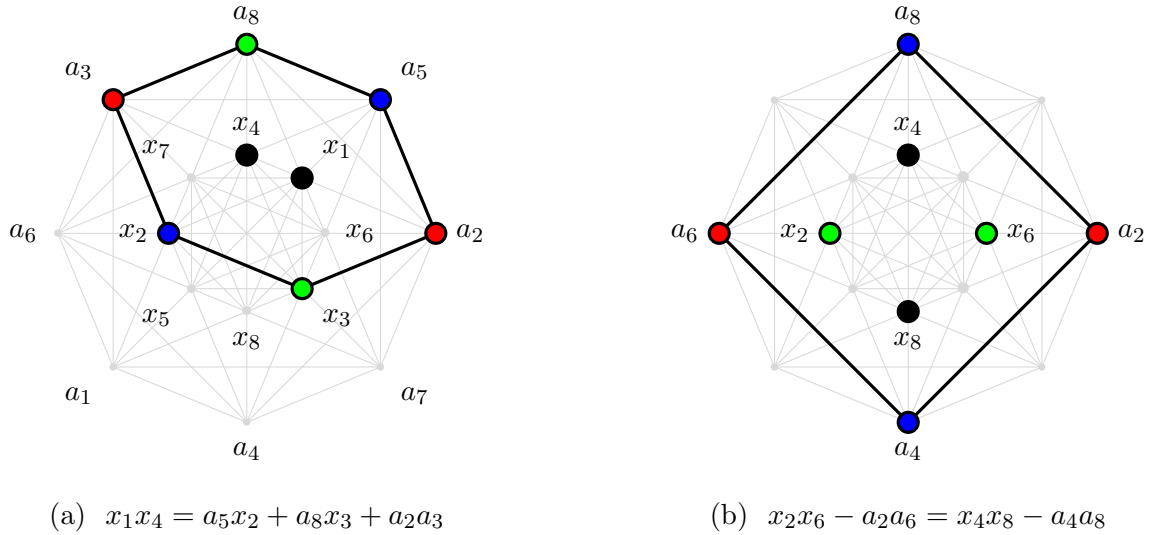 a₈ a₈
a₃ a₅
x₄ x₄
x₇ x₁
a₆ x₂ x₆ a₂ a₆ x₂ x₆ a₂
x₅ x₃
x₈ x₈
a₁ a₇
a₄ a₄
(a) x₁x₄ = a₅x₂ + a₈x₃ + a₂a₃
(b) x₂x₆ − a₂a₆ = x₄x₈ − a₄a₈